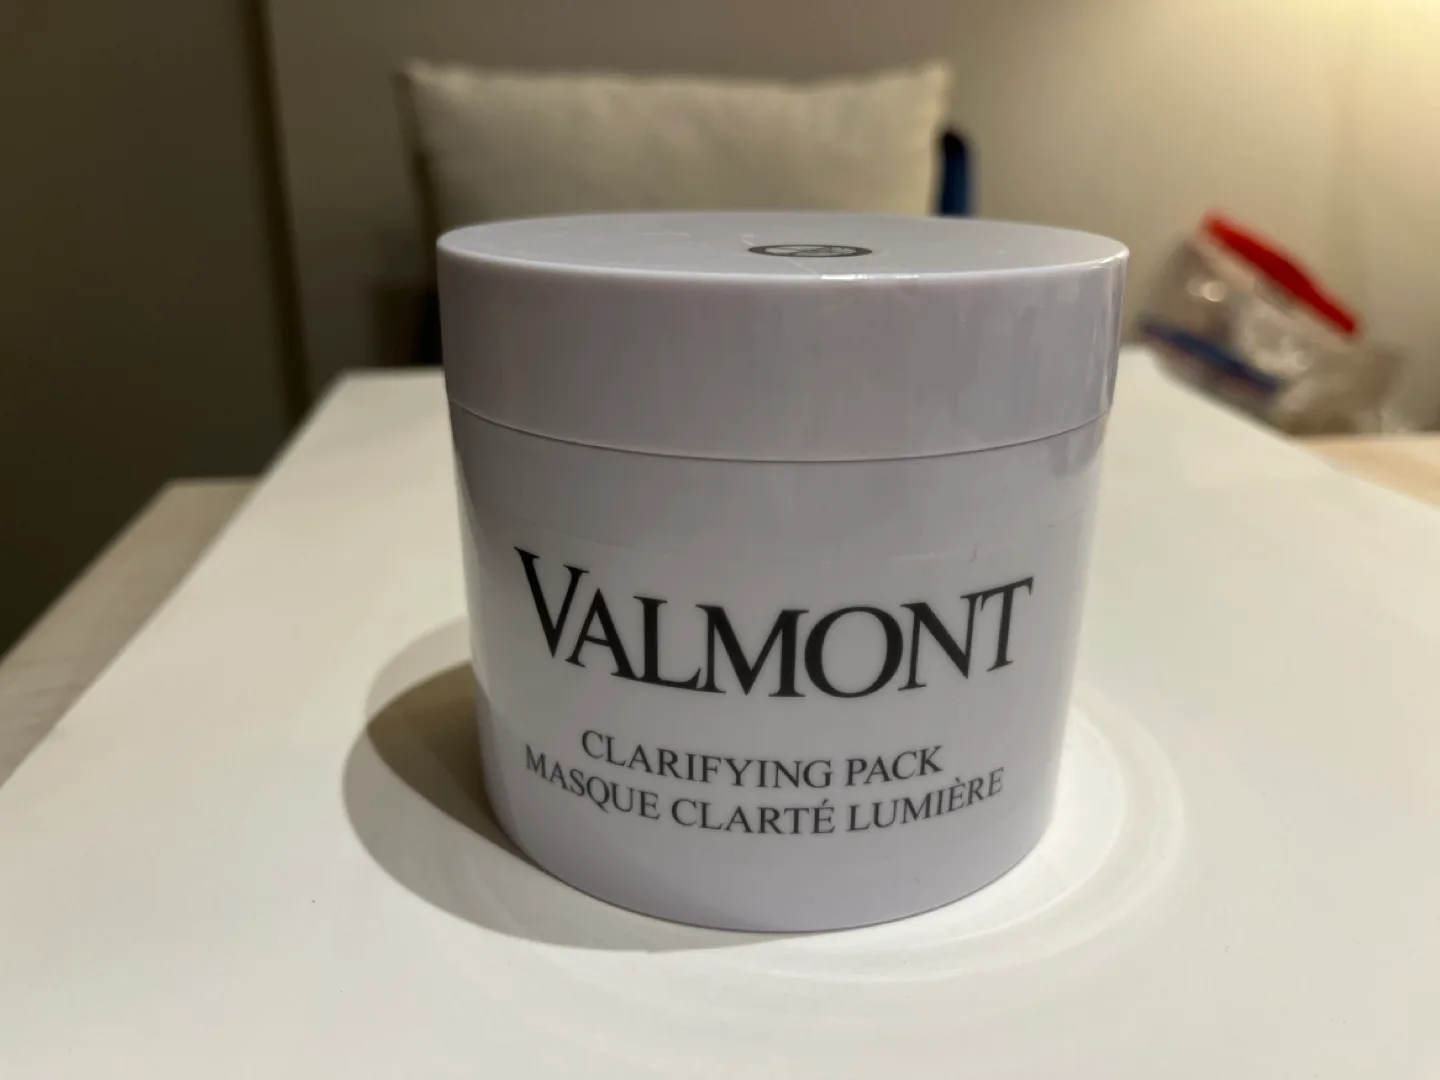 VALMONT
CLARIFYING PACK
MASQUE CLARTÉ LUMIÈRE